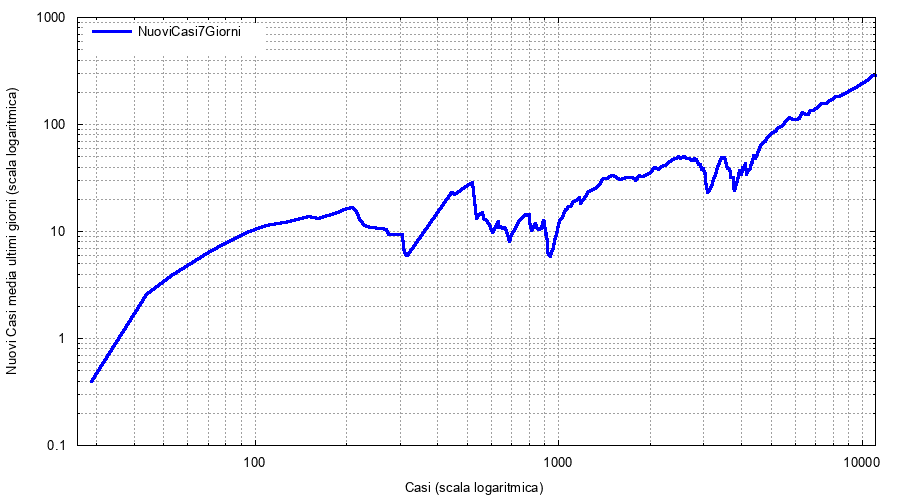 1000
NuoviCasi7Giorni
100
10
1
0.1
Nuovi Casi media ultimi giorni (scala logaritmica)
100
1000
10000
Casi (scala logaritmica)